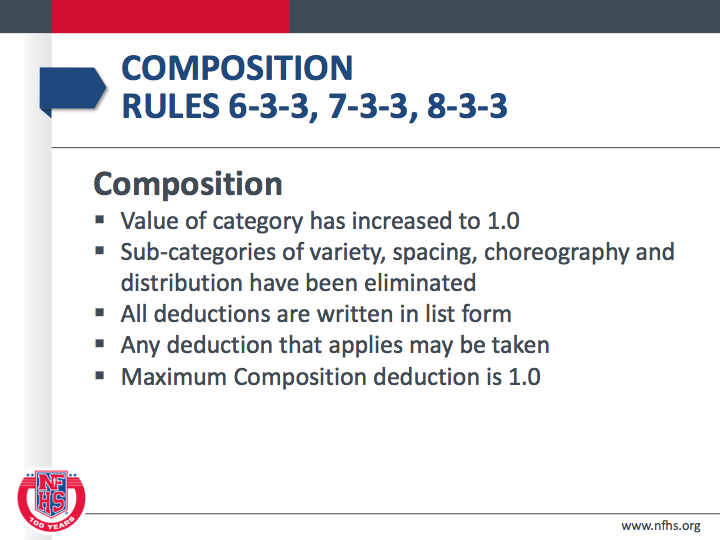 COMPOSITION
RULES 6-3-3, 7-3-3, 8-3-3
Composition
▪ Value of category has increased to 1.0
▪ Sub-categories of variety, spacing, choreography and
distribution have been eliminated
▪ All deductions are written in list form
▪ Any deduction that applies may be taken
▪ Maximum Composition deduction is 1.0
NF
HS
100 YEARS
www.nfhs.org